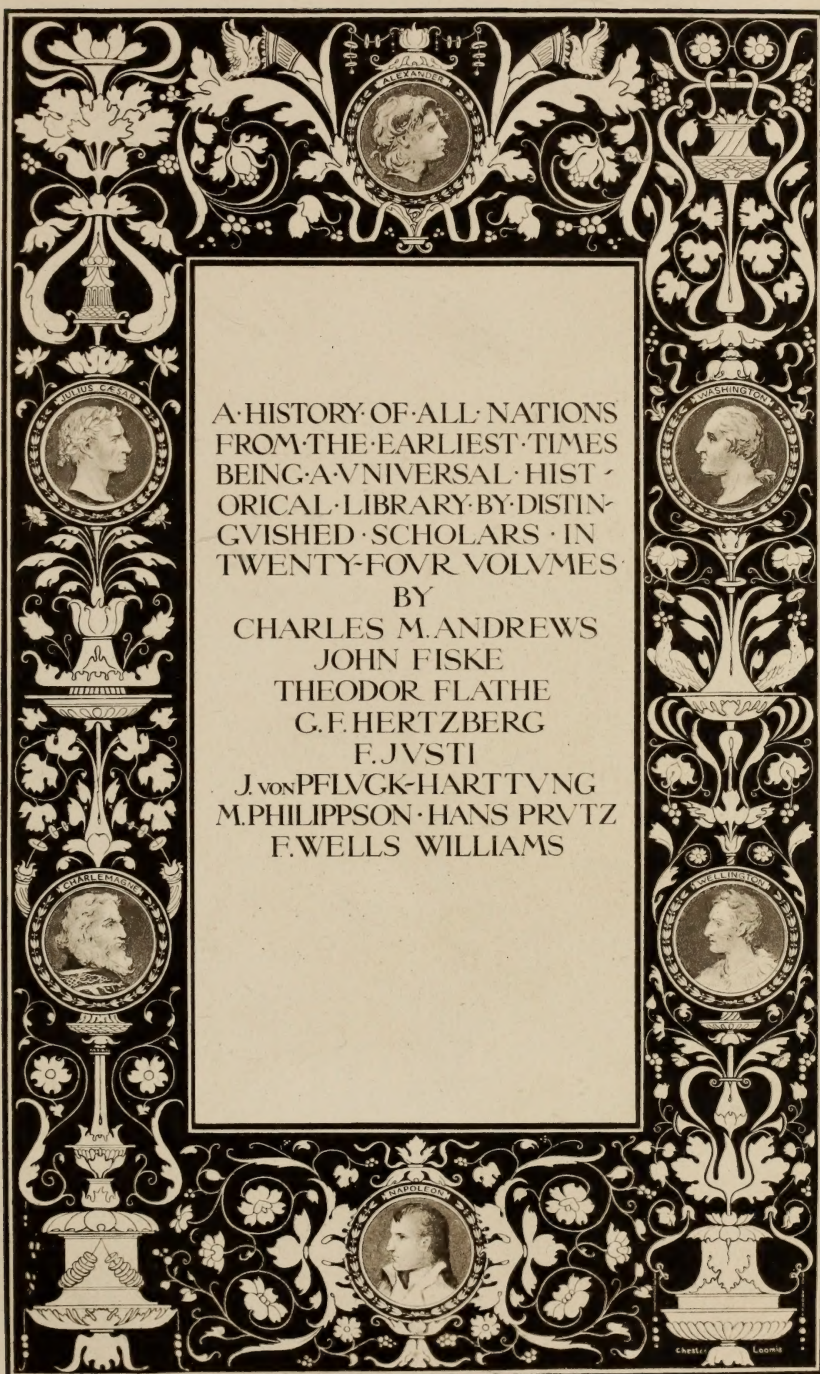 ALEXANDER
JULIUS CÆSAR
WASHINGTON
A·HISTORY·OF·ALL·NATIONS
FROM·THE·EARLIEST·TIMES
BEING·A·VNIVERSAL·HIST-
ORICAL·LIBRARY·BY·DISTIN-
GVISHED·SCHOLARS·IN
TWENTY-FOVR VOLVMES
BY
CHARLES M. ANDREWS
JOHN FISKE
THEODOR FLATHE
G. F. HERTZBERG
F. JVSTI
J. VON PFLVGK-HARTTVNG
M. PHILIPPSON·HANS PRVTZ
F. WELLS WILLIAMS
CHARLEMAGNE
WELLINGTON
NAPOLEON
Chester Loomis